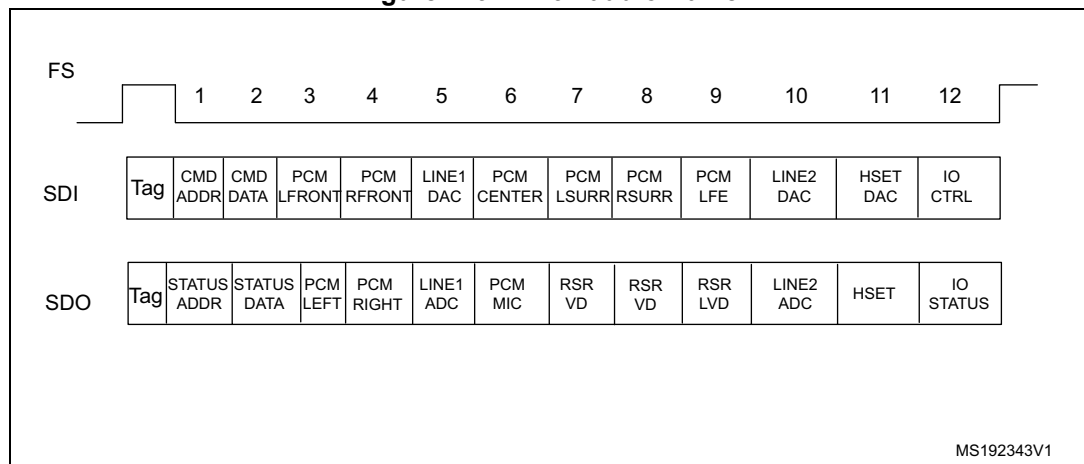 FS
1 2 3 4 5 6 7 8 9 10 11 12
SDI
Tag CMD CMD PCM PCM LINE1 PCM PCM PCM PCM LINE2 HSET IO
ADDR DATA LFRONT RFRONT DAC CENTER LSURR RSURR LFE DAC DAC CTRL
SDO
Tag STATUS STATUS PCM PCM LINE1 PCM RSR RSR RSR LINE2 HSET IO
ADDR DATA LEFT RIGHT ADC MIC VD VD LVD ADC STATUS
MS192343V1